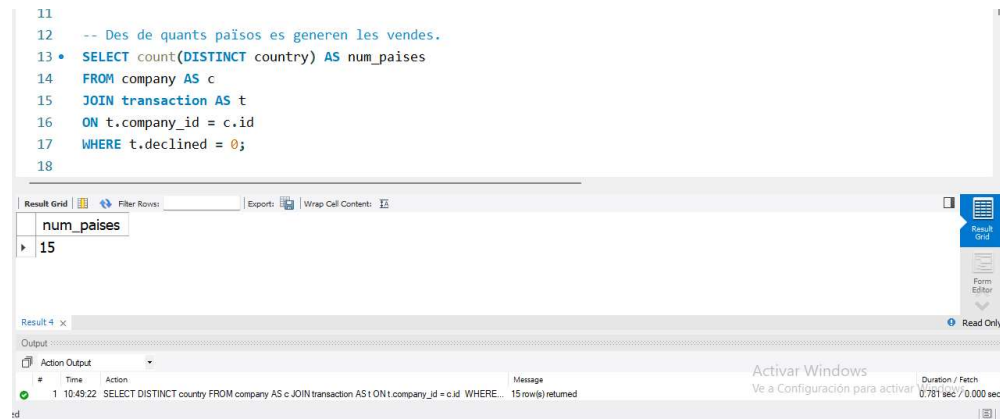 11
12 -- Des de quants països es generen les vendes.
13 SELECT count(DISTINCT country) AS num_paises
14 FROM company AS c
15 JOIN transaction AS t
16 ON t.company_id = c.id
17 WHERE t.declined = 0;
18
Result Grid Filter Rows: Export: Wrap Cell Content:
num_paises
15
Result Grid
Form Editor
Result 4 x
Read Only
Output
Action Output
# Time Action Message Duration / Fetch
1 10:49:22 SELECT DISTINCT country FROM company AS c JOIN transaction AS t ON t.company_id = c.id WHERE... 15 row(s) returned 0.781 sec / 0.000 sec
Activar Windows
Ve a Configuración para activar Windows.
ed